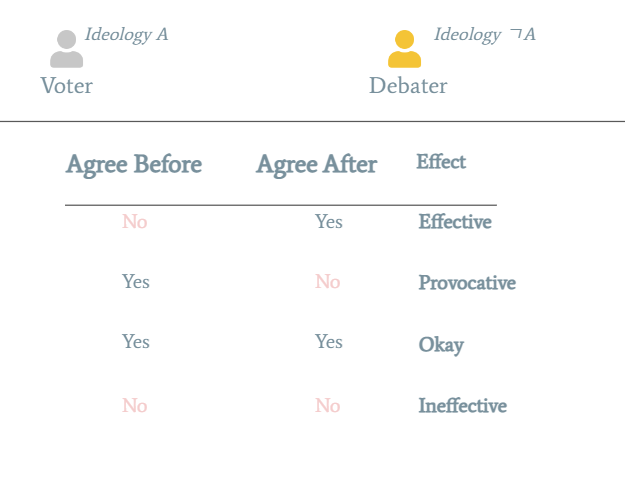 Ideology A
Ideology ¬A
Voter
Debater
Agree Before Agree After Effect
No Yes Effective
Yes No Provocative
Yes Yes Okay
No No Ineffective